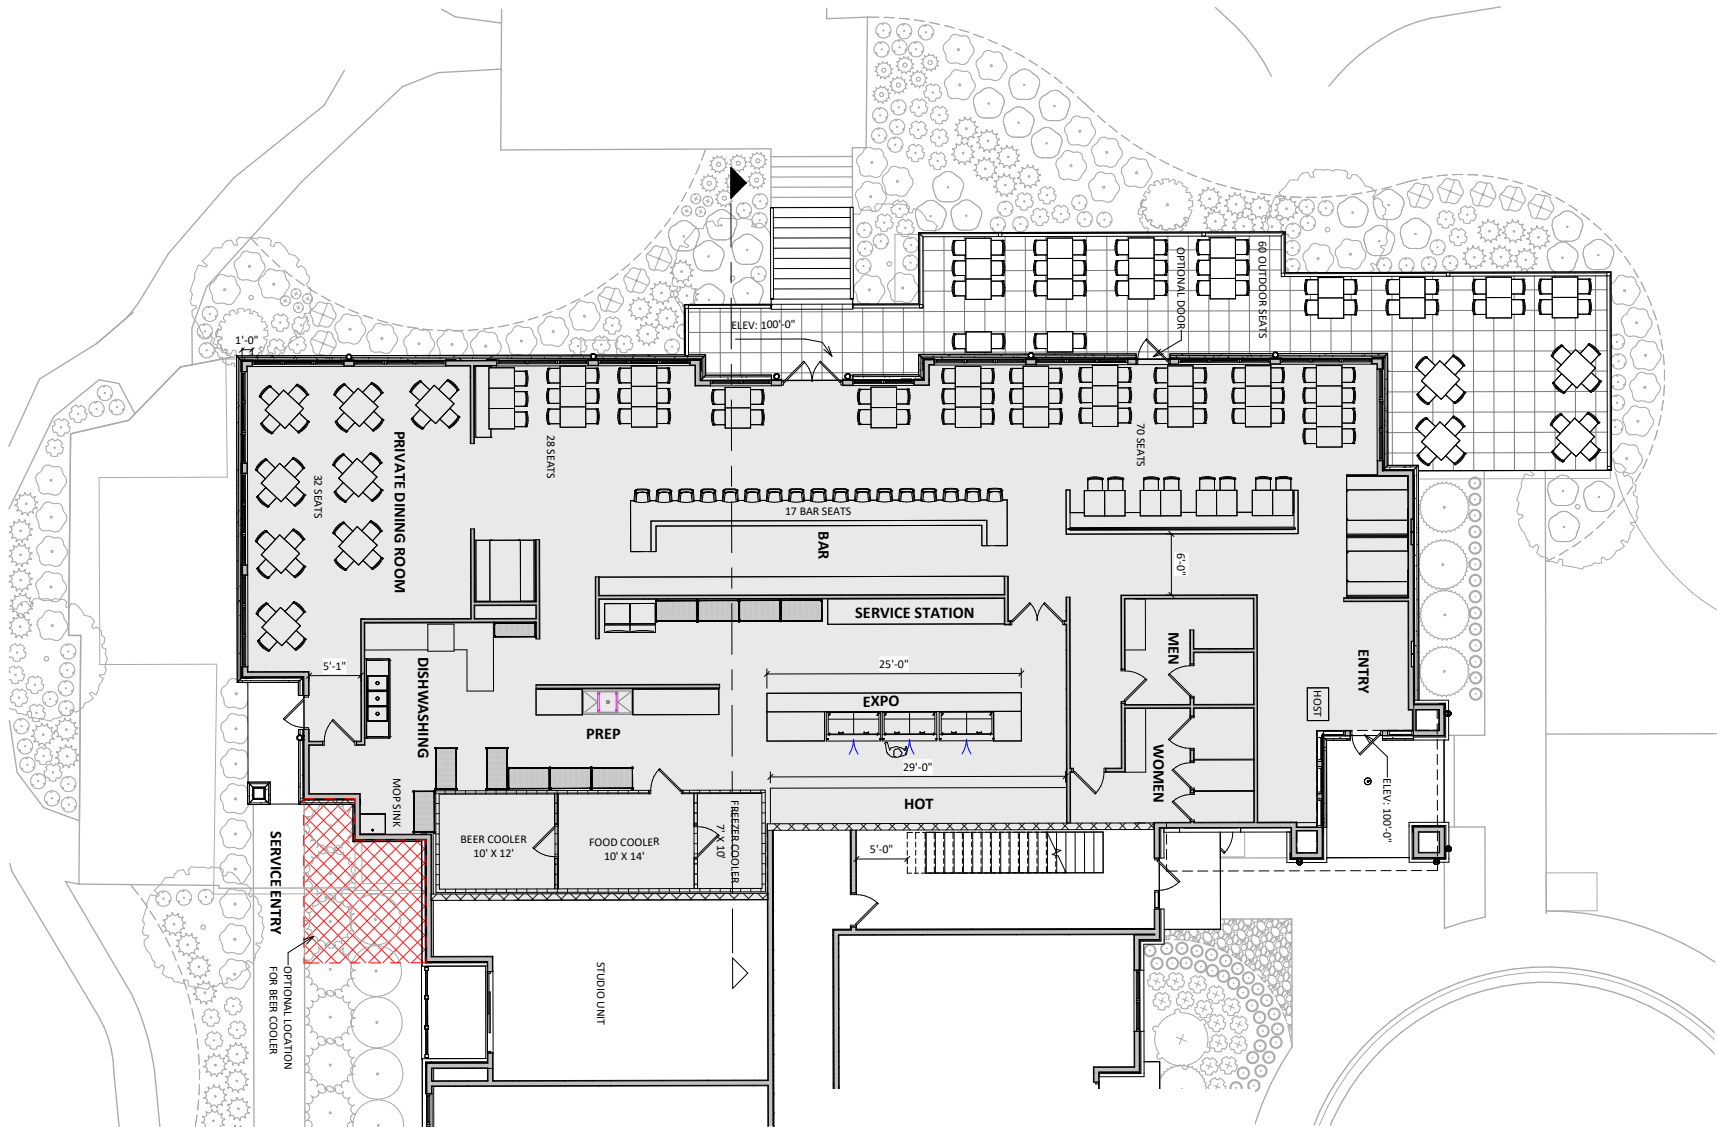 1'-0"
ELEV: 100'-0"
OPTIONAL DOOR
60 OUTDOOR SEATS
PRIVATE DINING ROOM
32 SEATS
28 SEATS
70 SEATS
17 BAR SEATS
BAR
6'-0"
SERVICE STATION
5'-1"
DISHWASHING
25'-0"
EXPO
PREP
29'-0"
HOT
MEN
WOMEN
ENTRY
HOST
ELEV: 100'-0"
MOP SINK
BEER COOLER
10' X 12'
FOOD COOLER
10' X 14'
FREEZER COOLER
7' X 10'
5'-0"
SERVICE ENTRY
OPTIONAL LOCATION
FOR BEER COOLER
STUDIO UNIT